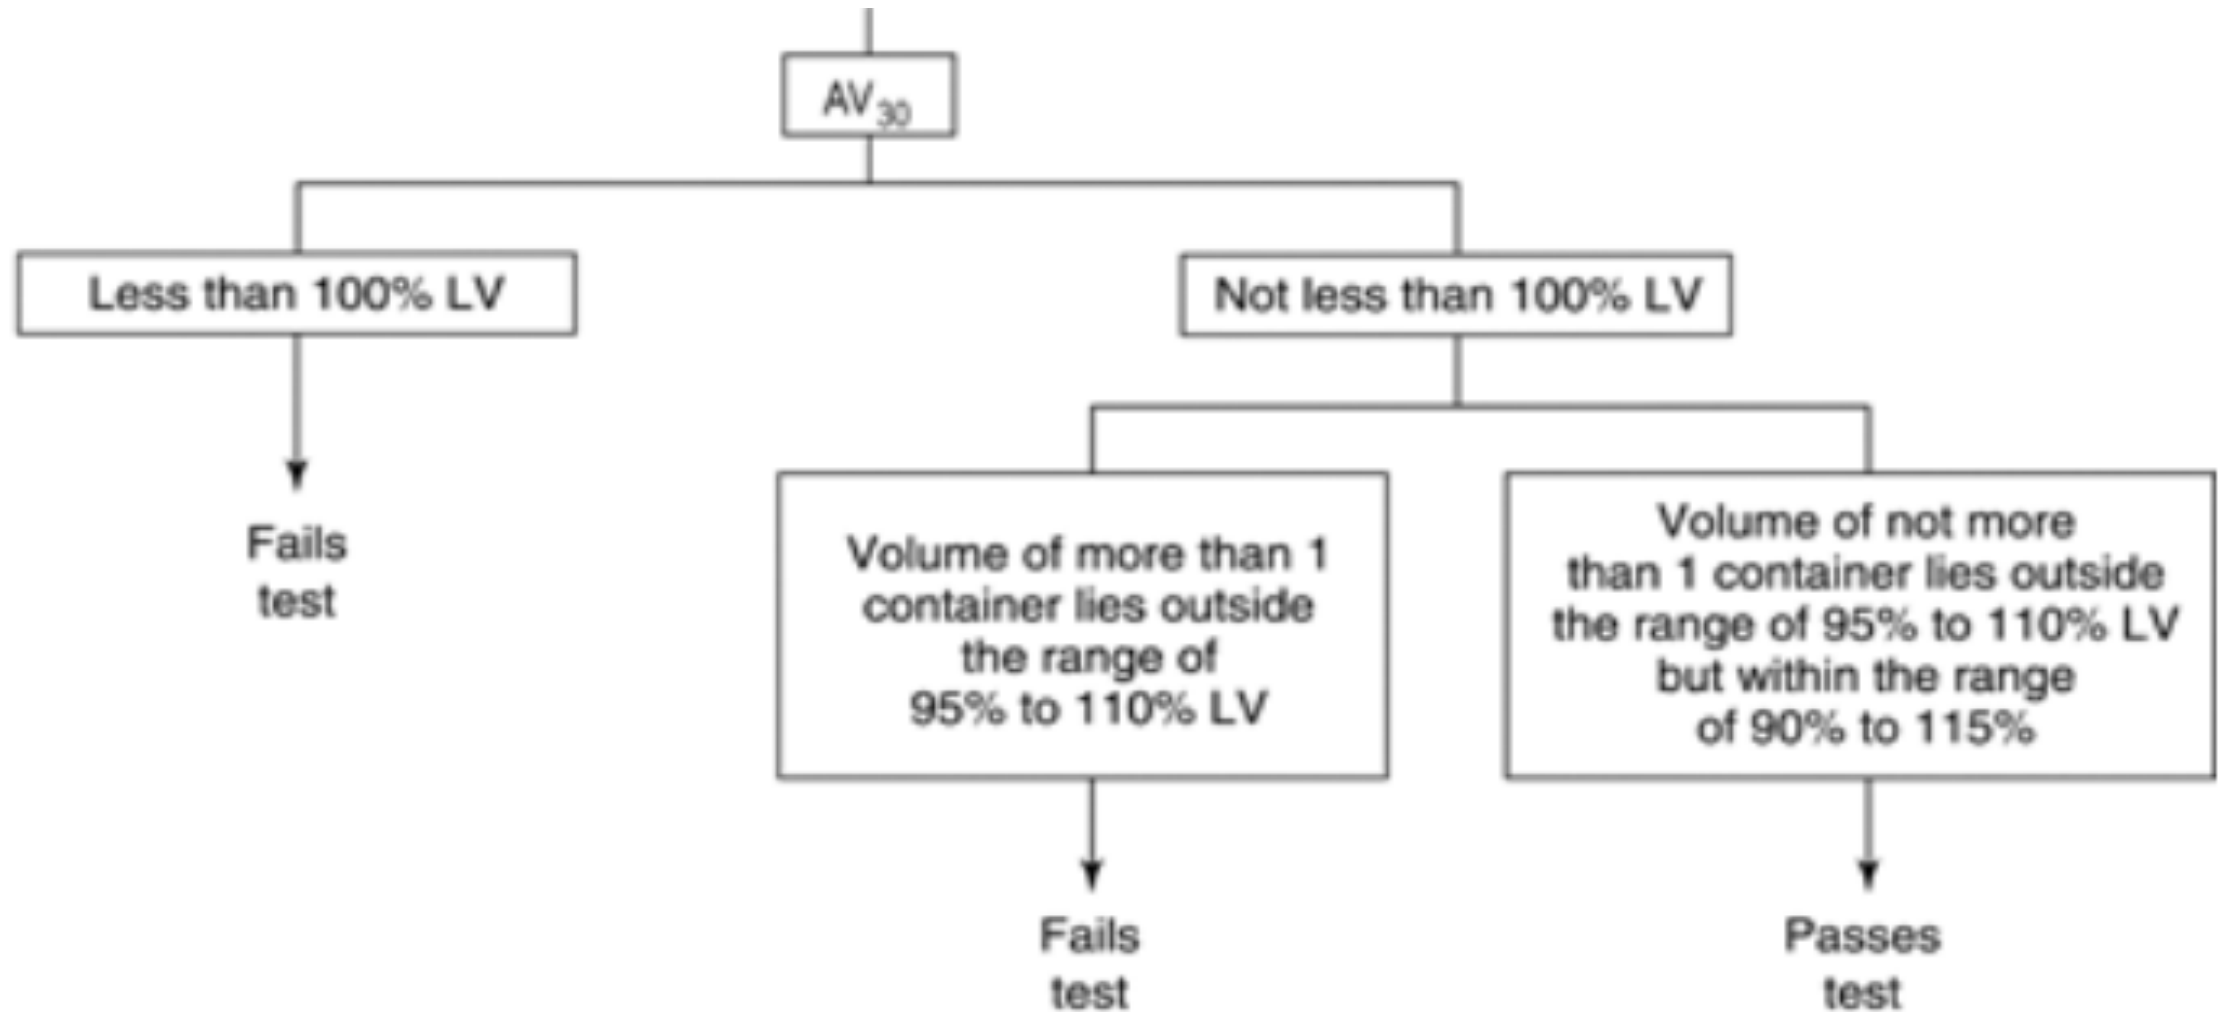 AV30
Less than 100% LV
Not less than 100% LV
Fails
test
Volume of more than 1
container lies outside
the range of
95% to 110% LV
Volume of not more
than 1 container lies outside
the range of 95% to 110% LV
but within the range
of 90% to 115%
Fails
test
Passes
test